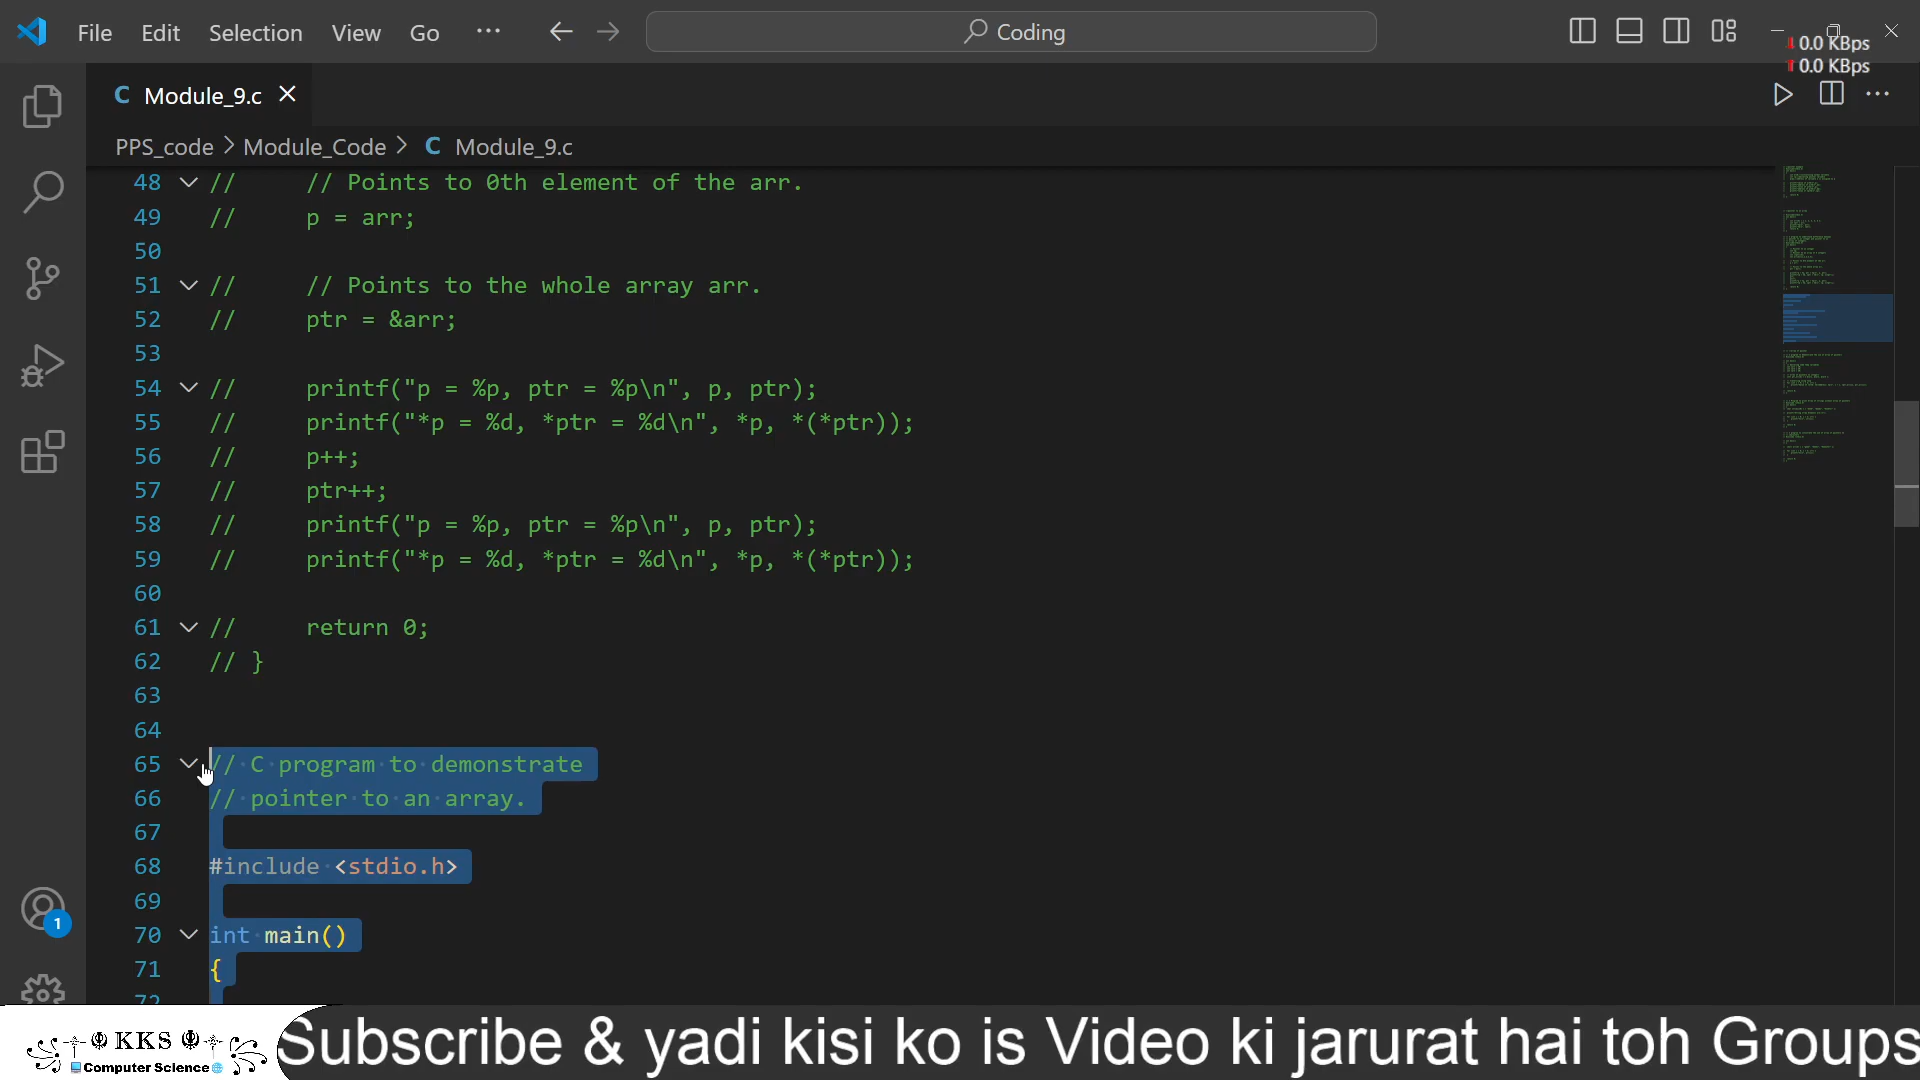 File Edit Selection View Go ··· Coding
0.0 KBps
0.0 KBps
C Module_9.c
PPS_code > Module_Code > C Module_9.c
48 // // Points to 0th element of the arr.
49 // p = arr;
50
51 // // Points to the whole array arr.
52 // ptr = &arr;
53
54 // printf("p = %p, ptr = %p\n", p, ptr);
55 // printf("*p = %d, *ptr = %d\n", *p, *(*ptr));
56 // p++;
57 // ptr++;
58 // printf("p = %p, ptr = %p\n", p, ptr);
59 // printf("*p = %d, *ptr = %d\n", *p, *(*ptr));
60
61 // return 0;
62 // }
63
64
65 // C program to demonstrate
66 // pointer to an array.
67
68 #include <stdio.h>
69
70 int main()
71 {
72
1
KKS
Computer Science
Subscribe & yadi kisi ko is Video ki jarurat hai toh Groups